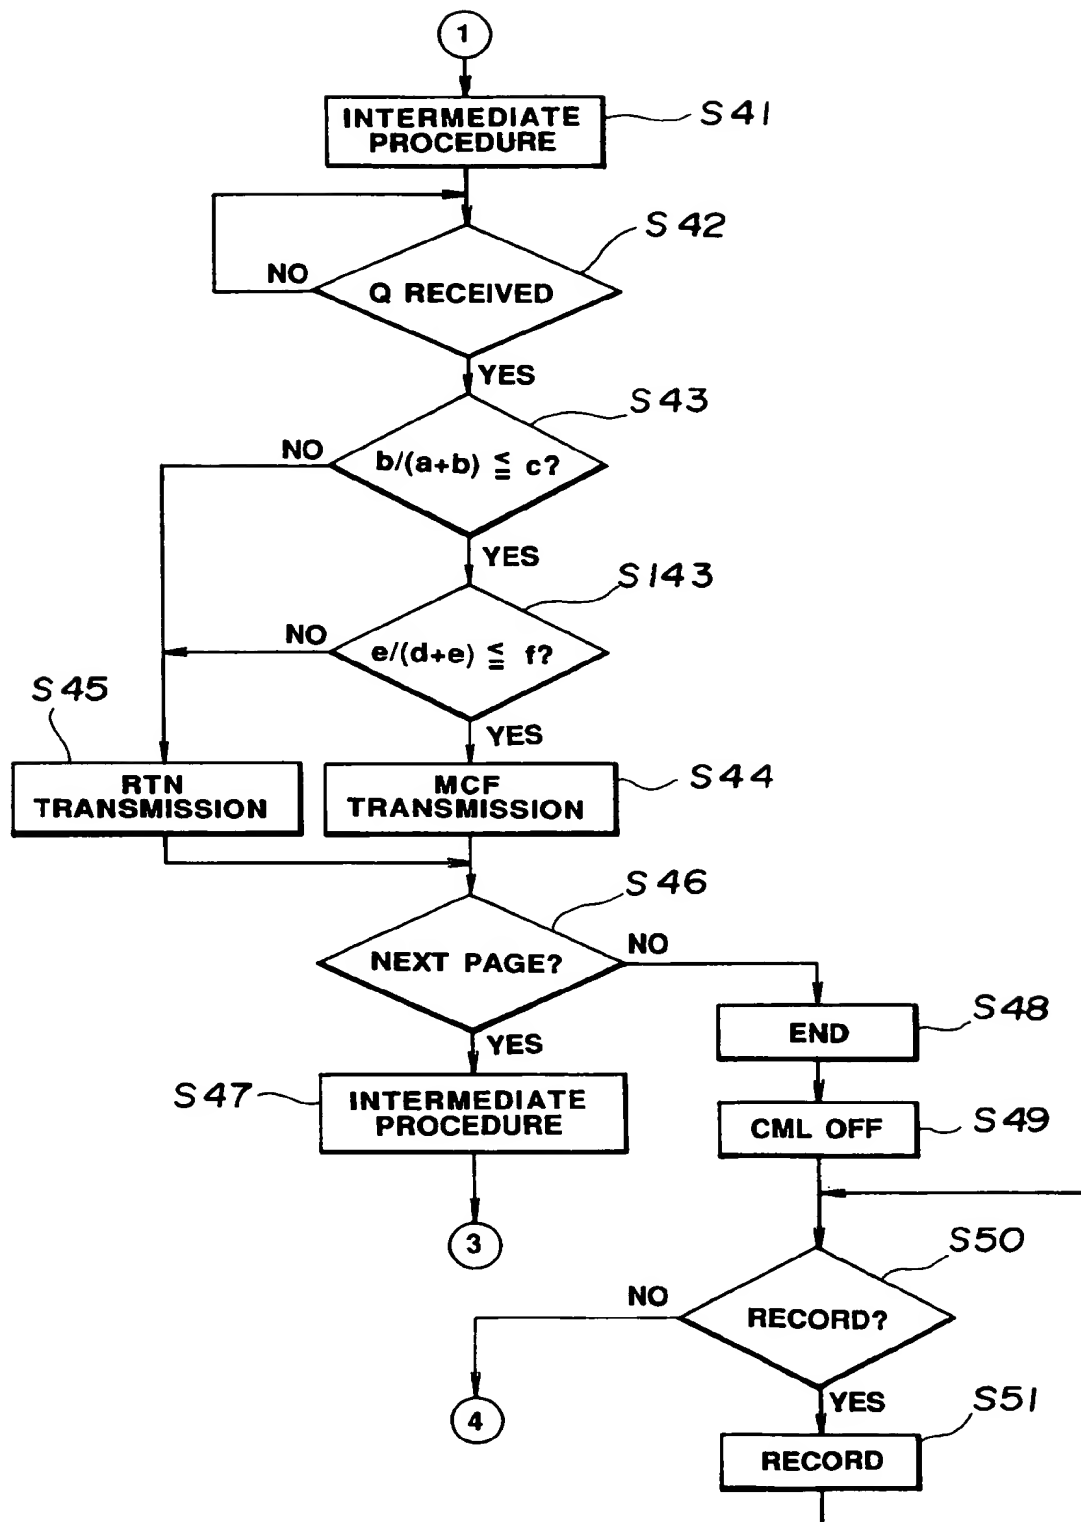 1
INTERMEDIATE
PROCEDURE
S41
S42
NO
Q RECEIVED
YES
S43
NO
b/(a+b) ≦ c?
YES
S143
NO
e/(d+e) ≦ f?
S45
YES
RTN
TRANSMISSION
MCF
TRANSMISSION
S44
S46
NEXT PAGE?
NO
S48
END
YES
S47
INTERMEDIATE
PROCEDURE
CML OFF
S49
3
S50
NO
RECORD?
4
YES
S51
RECORD